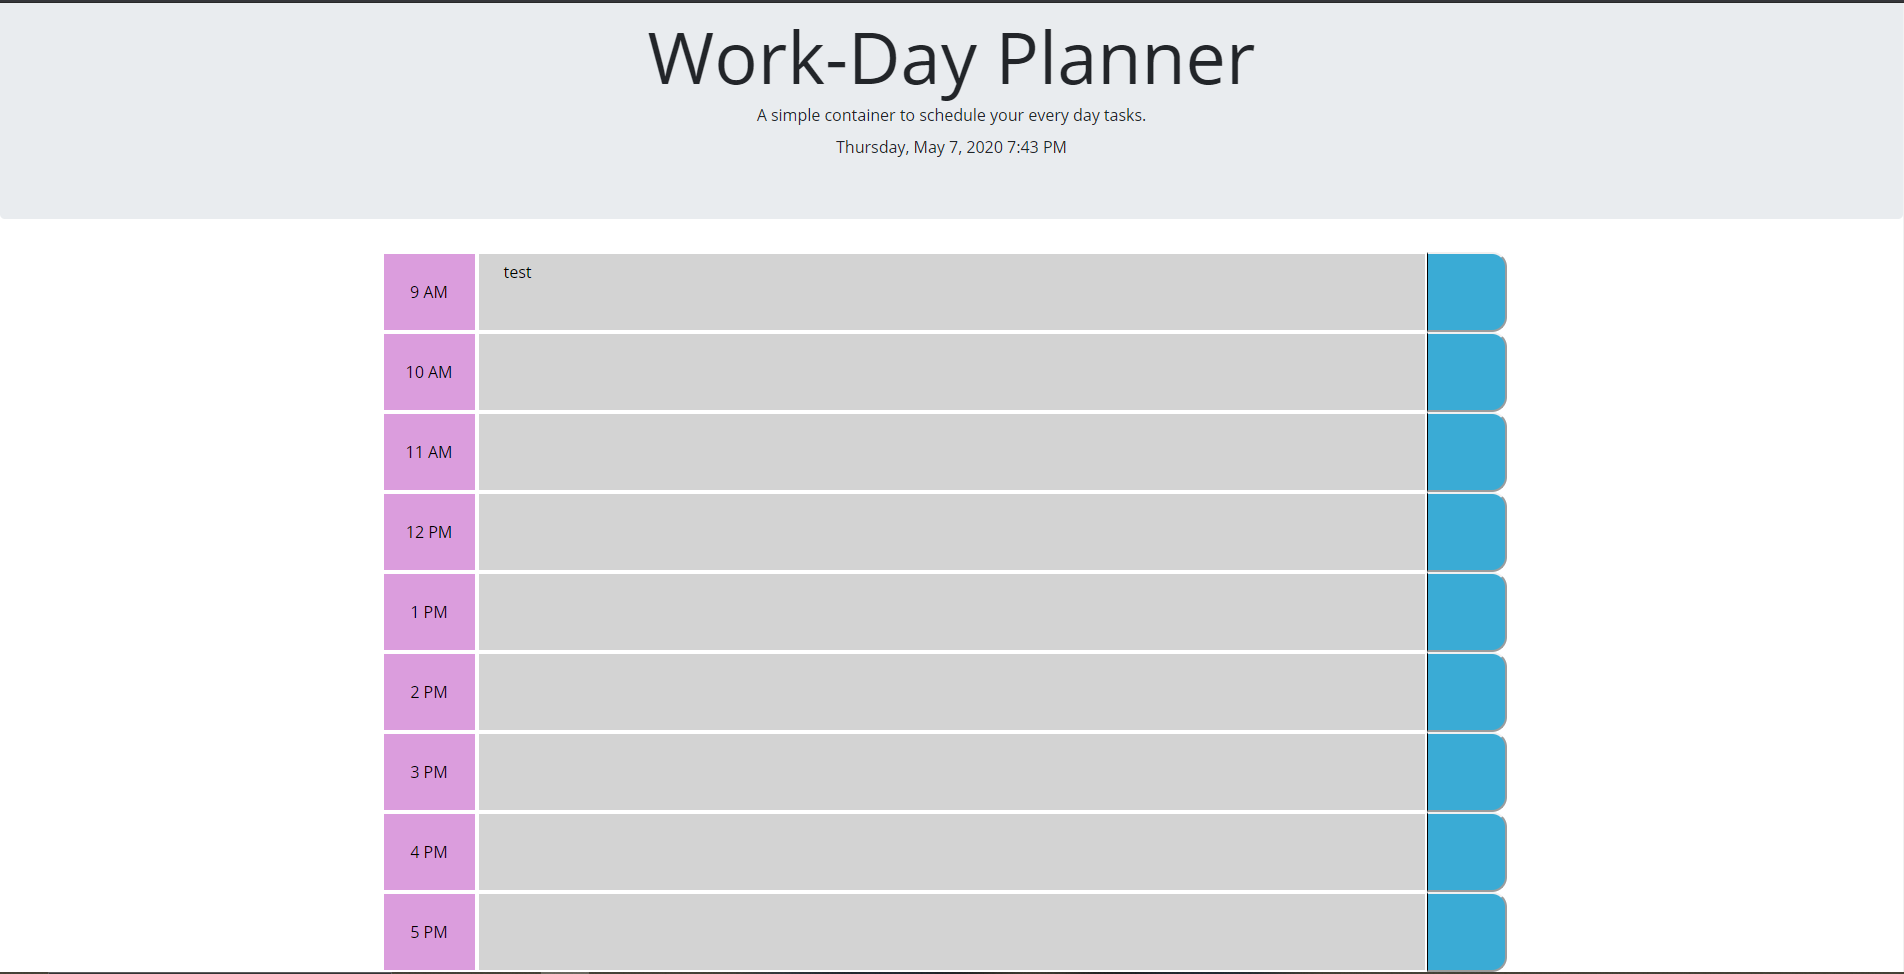 Work-Day Planner
A simple container to schedule your every day tasks.
Thursday, May 7, 2020 7:43 PM
9 AM
test
10 AM
11 AM
12 PM
1 PM
2 PM
3 PM
4 PM
5 PM